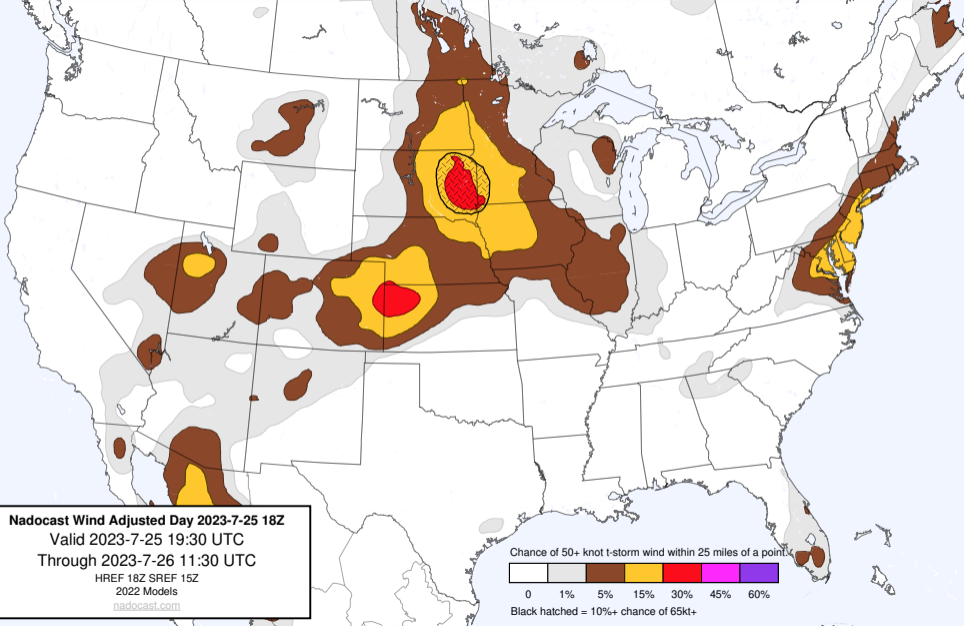 Nadocast Wind Adjusted Day 2023-7-25 18Z
Valid 2023-7-25 19:30 UTC
Through 2023-7-26 11:30 UTC
HREF 18Z SREF 15Z
2022 Models
nadocast.com
Chance of 50+ knot t-storm wind within 25 miles of a point.
0 1% 5% 15% 30% 45% 60%
Black hatched = 10%+ chance of 65kt+